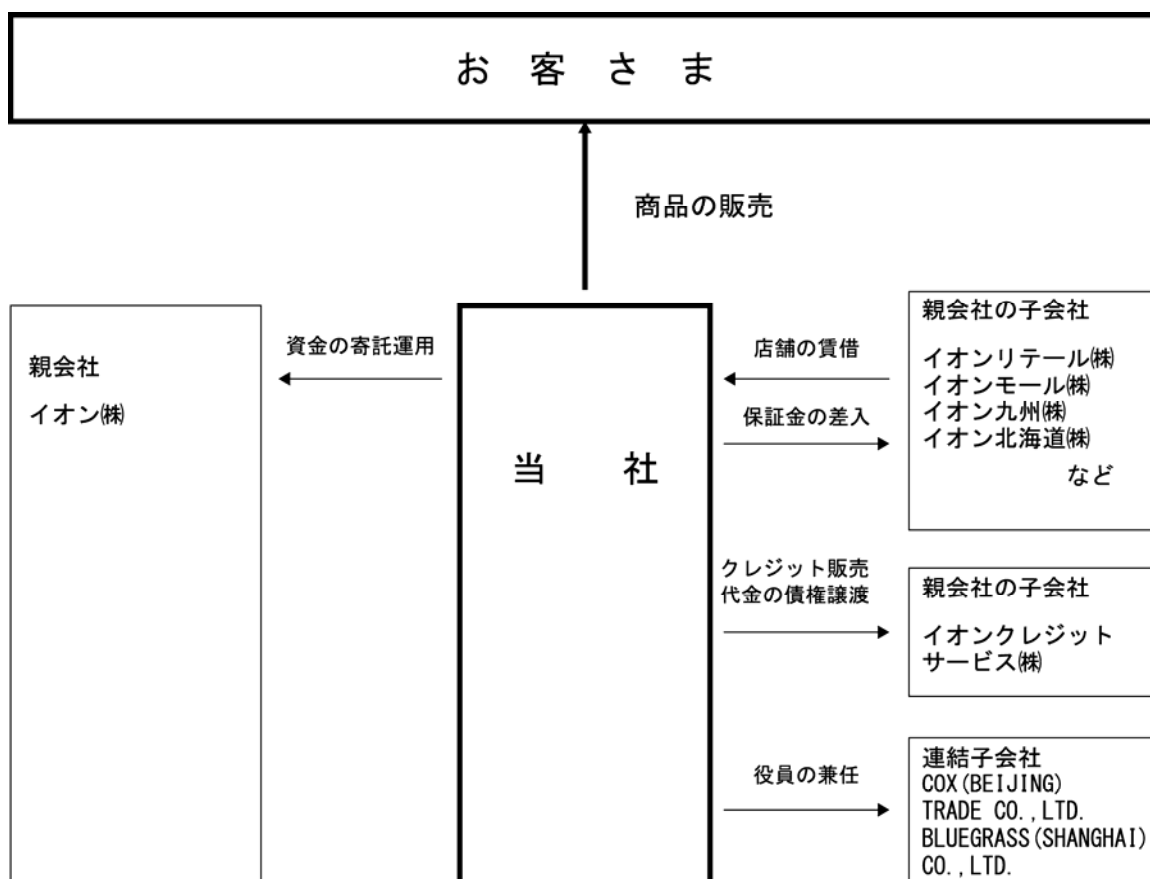 お 客 さ ま
商品の販売
親会社
イオン㈱
資金の寄託運用
当 社
店舗の賃借
保証金の差入
親会社の子会社
イオンリテール㈱
イオンモール㈱
イオン九州㈱
イオン北海道㈱
など
クレジット販売
代金の債権譲渡
親会社の子会社
イオンクレジット
サービス㈱
役員の兼任
連結子会社
COX(BEIJING)
TRADE CO.,LTD.
BLUEGRASS(SHANGHAI)
CO.,LTD.